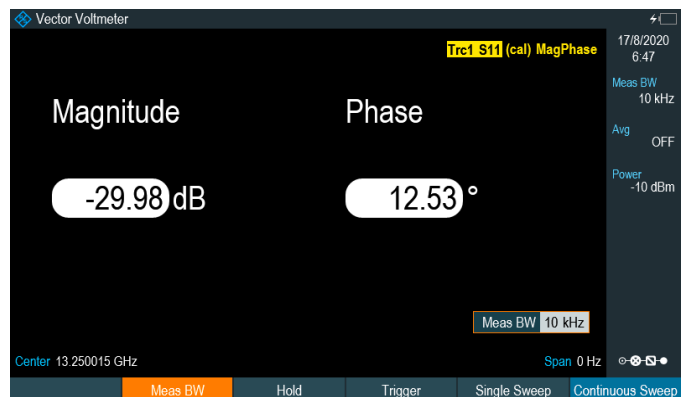 Vector Voltmeter
17/8/2020
6:47
Trc1 S11 (cal) MagPhase
Meas BW
10 kHz
Avg
OFF
Power
-10 dBm
Magnitude
Phase
-29.98 dB
12.53 °
Meas BW 10 kHz
Center 13.250015 GHz
Span 0 Hz
Meas BW
Hold
Trigger
Single Sweep
Continuous Sweep